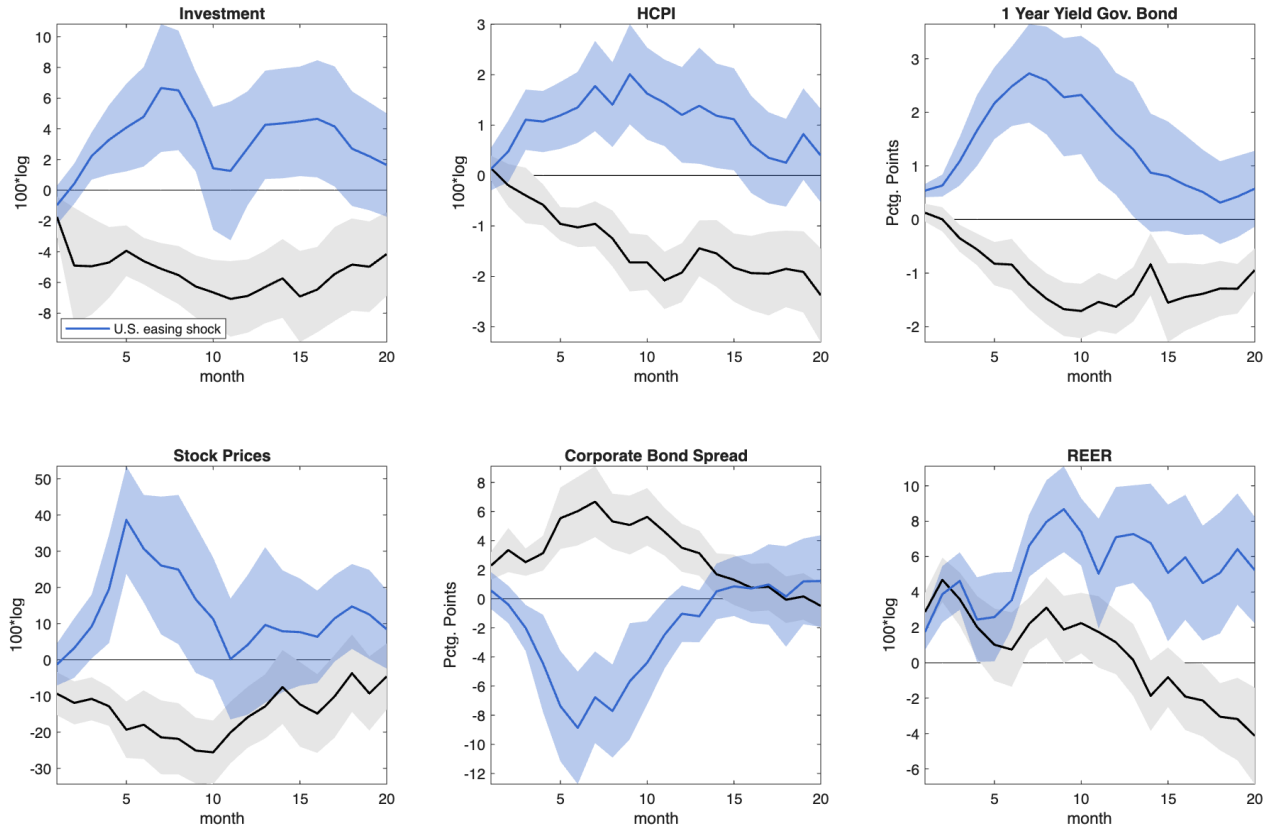 Investment
10
8
6
4
2
0
-2
-4
-6
-8
100*log
U.S. easing shock
5 10 15 20
month
HCPI
3
2
1
0
-1
-2
-3
100*log
5 10 15 20
month
1 Year Yield Gov. Bond
3
2
1
0
-1
-2
Pctg. Points
5 10 15 20
month
Stock Prices
50
40
30
20
10
0
-10
-20
-30
100*log
5 10 15 20
month
Corporate Bond Spread
8
6
4
2
0
-2
-4
-6
-8
-10
-12
Pctg. Points
5 10 15 20
month
REER
10
8
6
4
2
0
-2
-4
-6
100*log
5 10 15 20
month